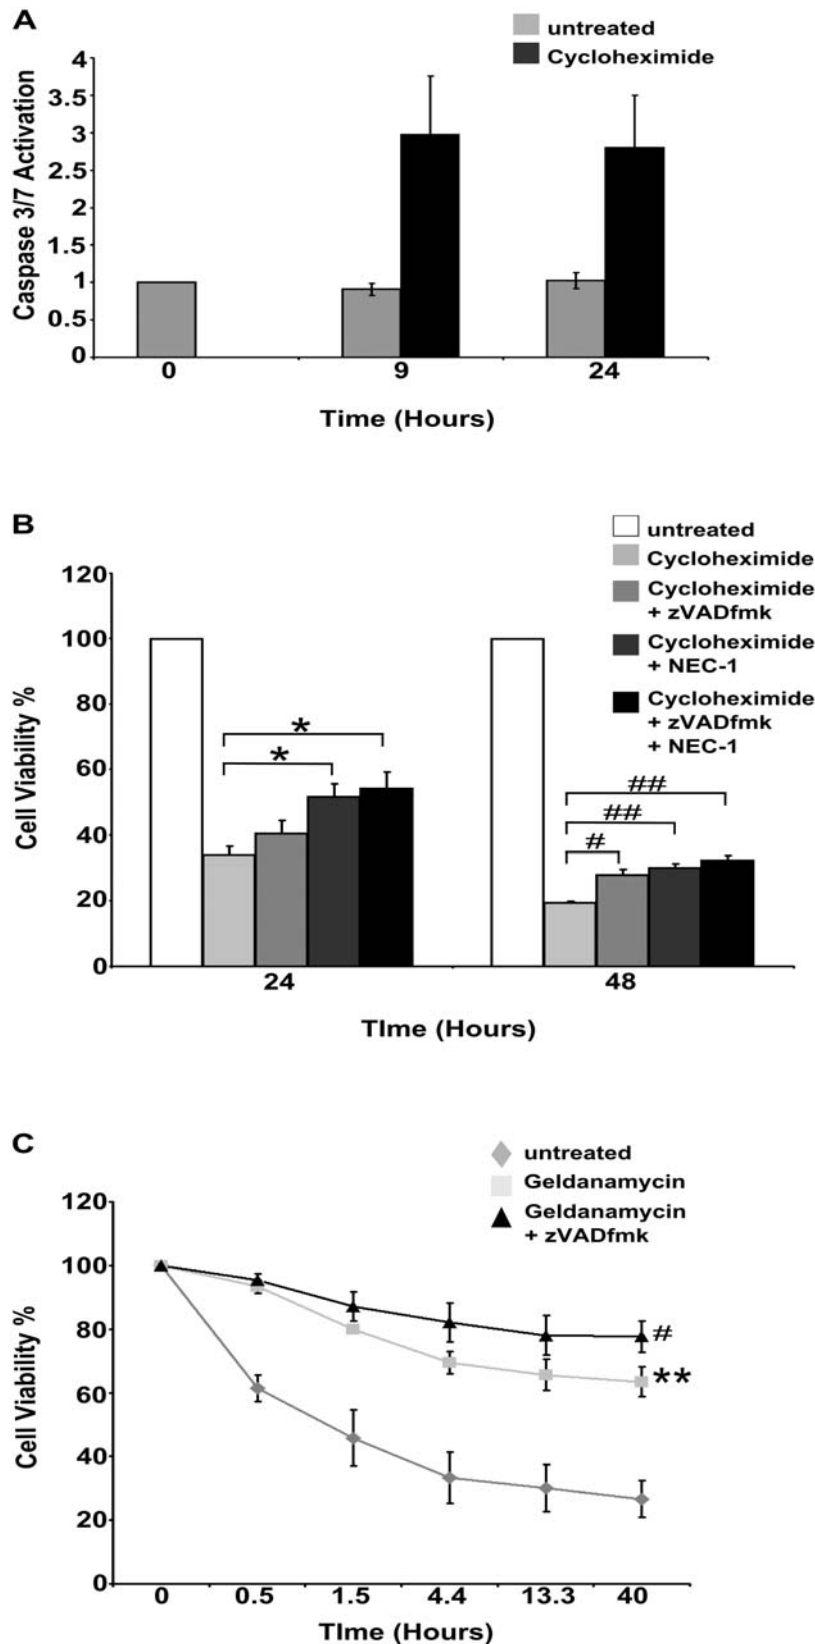 A
untreated
Cycloheximide
Caspase 3/7 Activation
4
3.5
3
2.5
2
1.5
1
0.5
0
0 9 24
Time (Hours)
B
untreated
Cycloheximide
Cycloheximide
+ zVADfmk
Cycloheximide
+ NEC-1
Cycloheximide
+ zVADfmk
+ NEC-1
Cell Viability %
120
100
80
60
40
20
0
*
*
##
##
#
24 48
TIme (Hours)
C
untreated
Geldanamycin
Geldanamycin
+ zVADfmk
Cell Viability %
120
100
80
60
40
20
0
#
**
0 0.5 1.5 4.4 13.3 40
TIme (Hours)